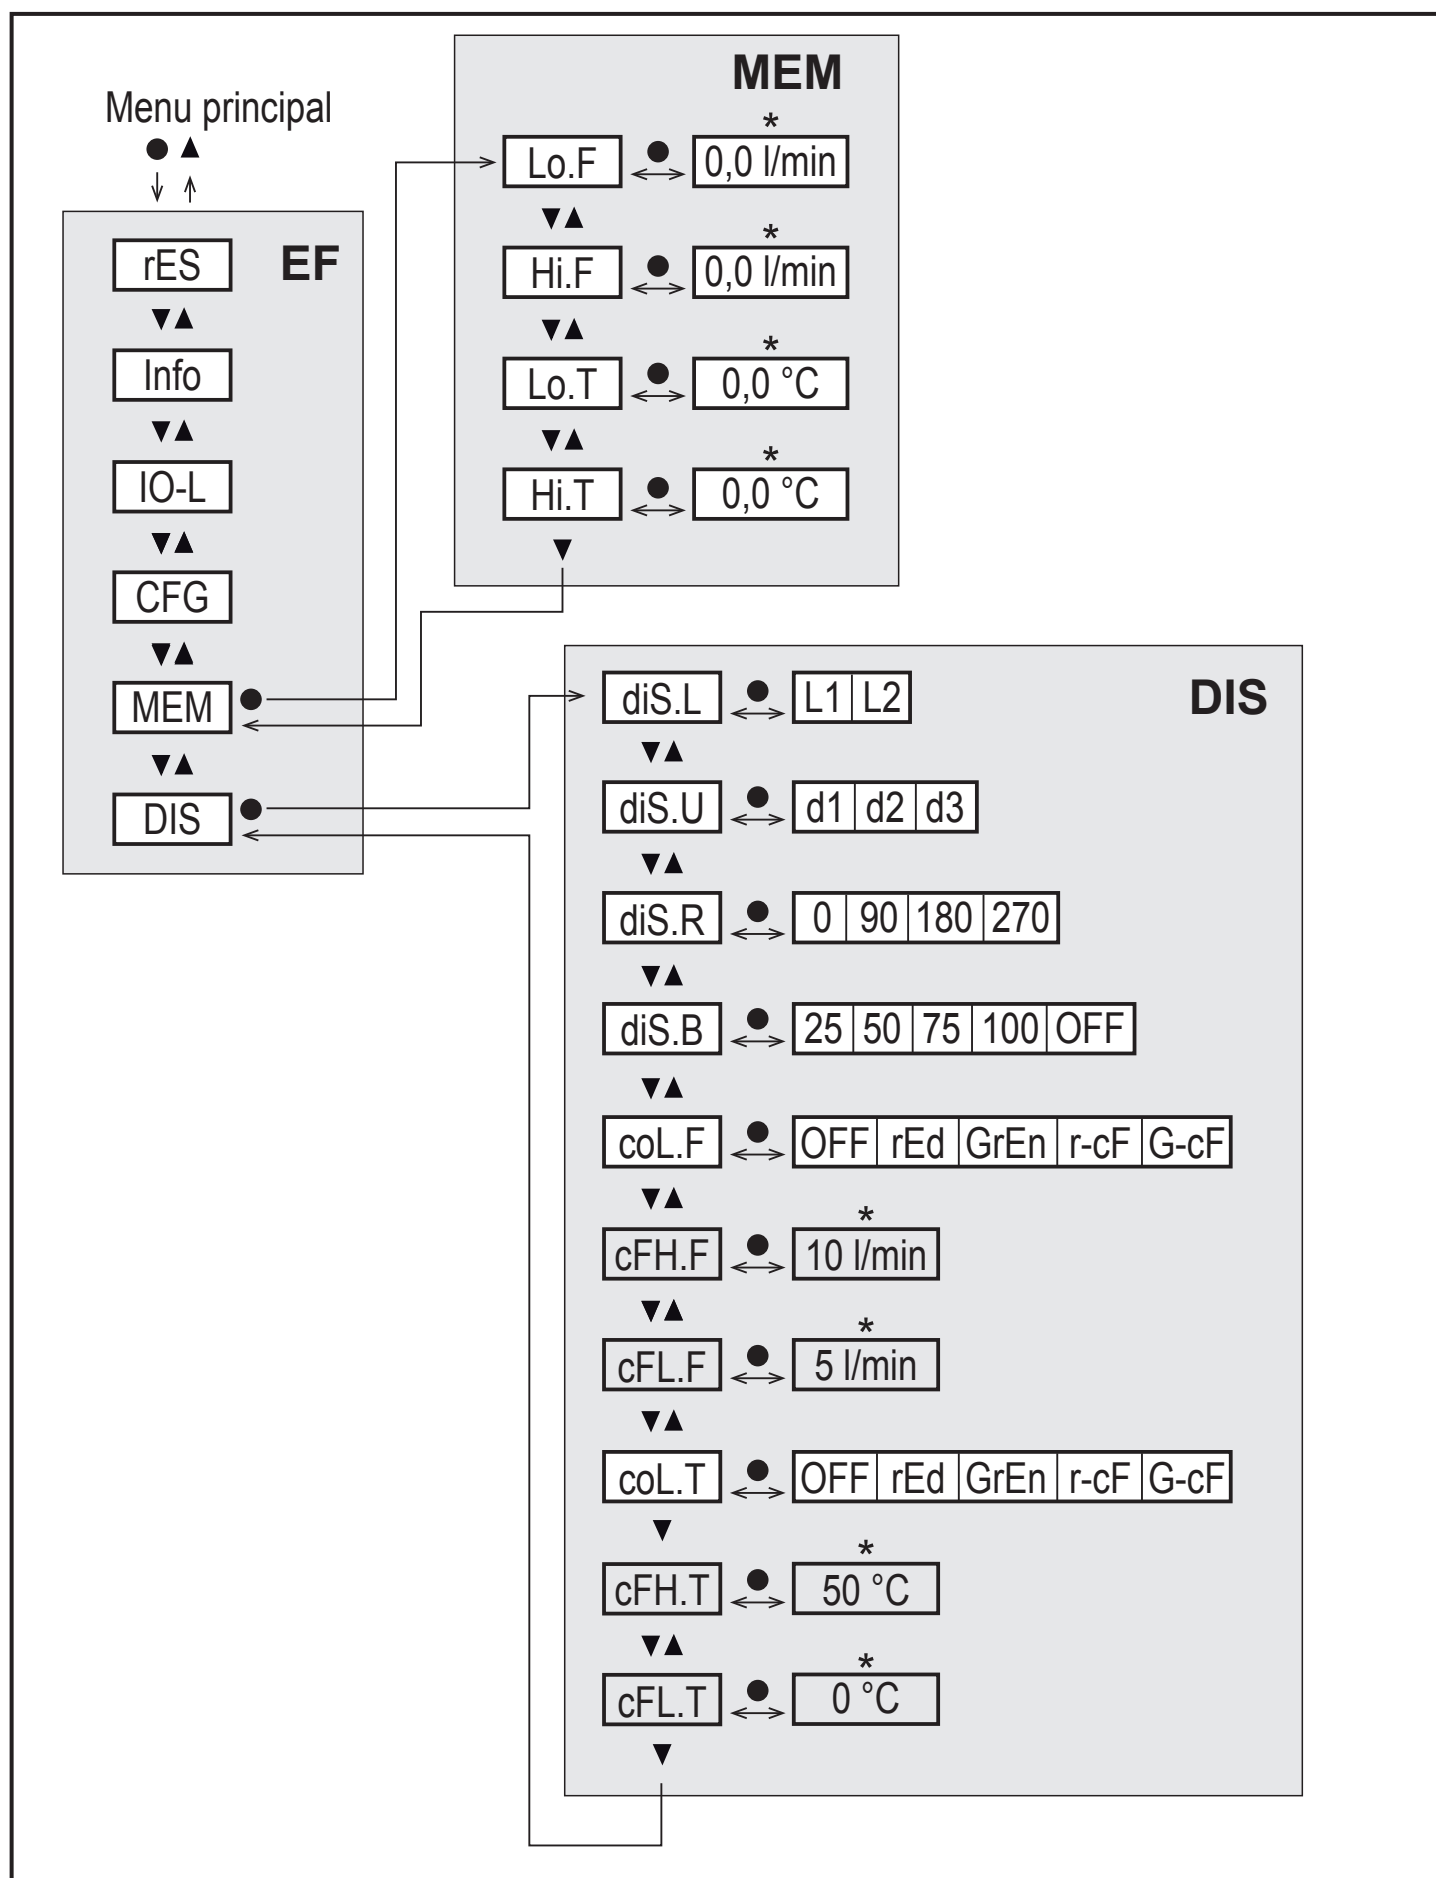 Menu principal
EF
rES
Info
IO-L
CFG
MEM
DIS
MEM
*
Lo.F 0,0 l/min
*
Hi.F 0,0 l/min
*
Lo.T 0,0 °C
*
Hi.T 0,0 °C
DIS
diS.L L1 L2
diS.U d1 d2 d3
diS.R 0 90 180 270
diS.B 25 50 75 100 OFF
coL.F OFF rEd GrEn r-cF G-cF
*
cFH.F 10 l/min
*
cFL.F 5 l/min
coL.T OFF rEd GrEn r-cF G-cF
*
cFH.T 50 °C
*
cFL.T 0 °C